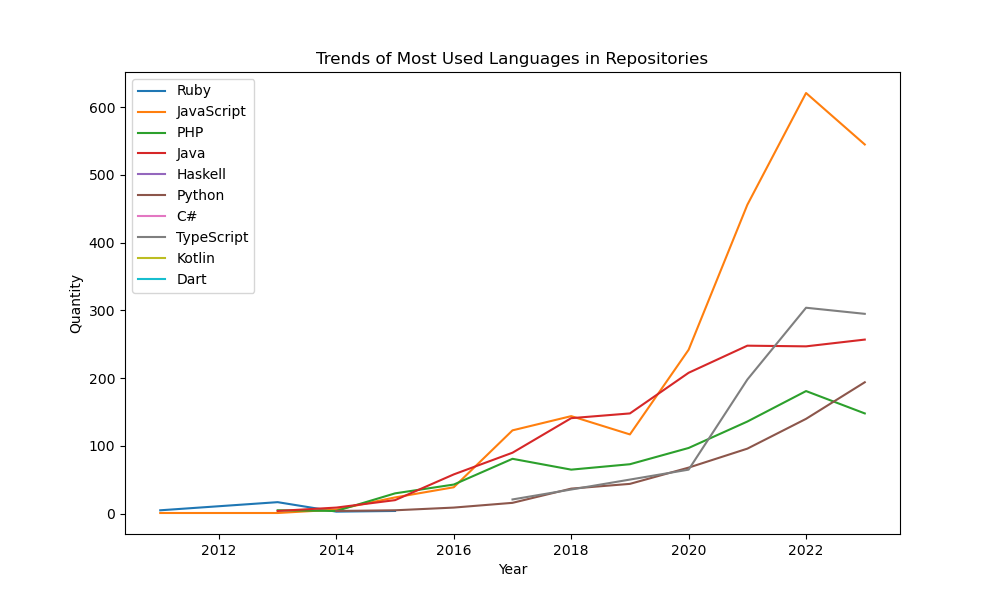 Trends of Most Used Languages in Repositories
Ruby
JavaScript
PHP
Java
Haskell
Python
C#
TypeScript
Kotlin
Dart
600
500
400
300
200
100
0
Quantity
2012 2014 2016 2018 2020 2022
Year